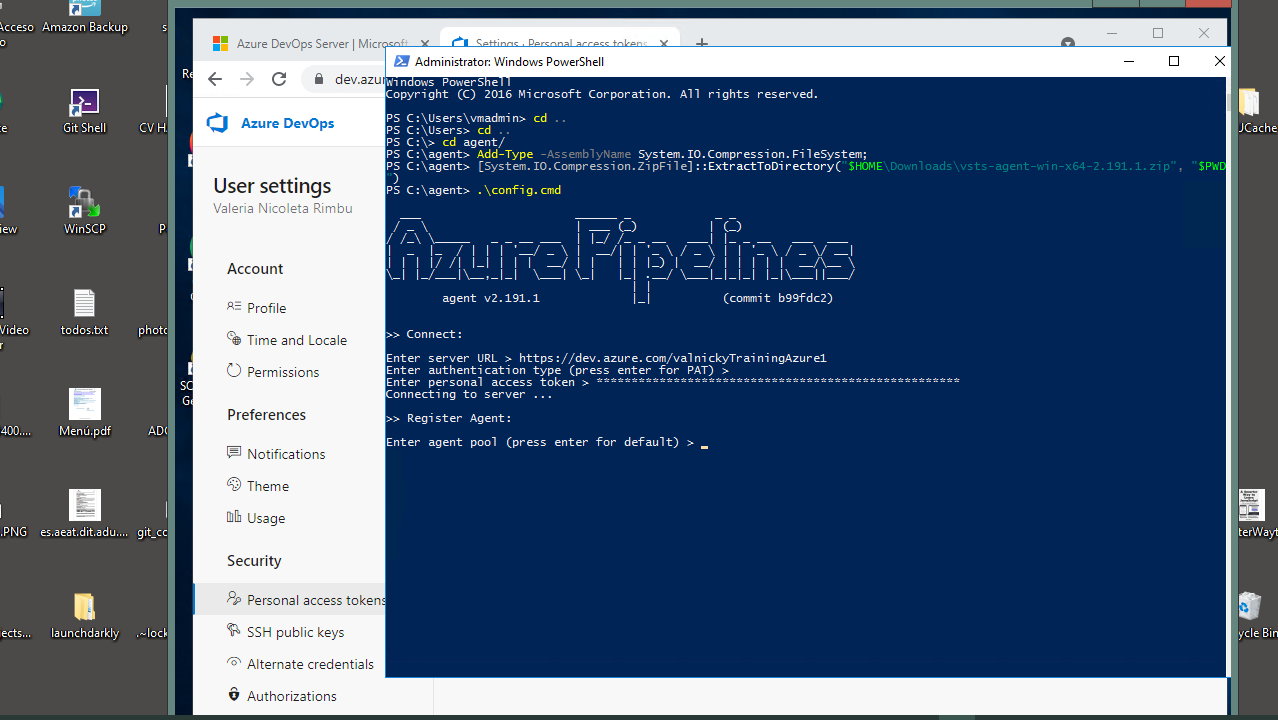 Acceso
o
Amazon Backup
Git Shell
CV H
WinSCP
todos.txt
photo
Video
r
400....
Menú.pdf
.PNG
es.aeat.dit.adu....
git_cc
jects...
launchdarkly
.~lock
UCache
terWayt
cycle Bin
Azure DevOps Server | Microsoft
Settings · Personal access tokens
dev.azur
Azure DevOps
User settings
Valeria Nicoleta Rimbu
Account
Profile
Time and Locale
Permissions
Preferences
Notifications
Theme
Usage
Security
Personal access tokens
SSH public keys
Alternate credentials
Authorizations
Administrator: Windows PowerShell
Windows PowerShell
Copyright (C) 2016 Microsoft Corporation. All rights reserved.
PS C:\Users\vmadmin> cd ..
PS C:\Users> cd ..
PS C:\> cd agent/
PS C:\agent> Add-Type -AssemblyName System.IO.Compression.FileSystem;
PS C:\agent> [System.IO.Compression.ZipFile]::ExtractToDirectory("$HOME\Downloads\vsts-agent-win-x64-2.191.1.zip", "$PWD
")
PS C:\agent> .\config.cmd
Azure Pipelines
agent v2.191.1 (commit b99fdc2)
>> Connect:
Enter server URL > https://dev.azure.com/valnickyTrainingAzure1
Enter authentication type (press enter for PAT) >
Enter personal access token > ****************************************************
Connecting to server ...
>> Register Agent:
Enter agent pool (press enter for default) > _